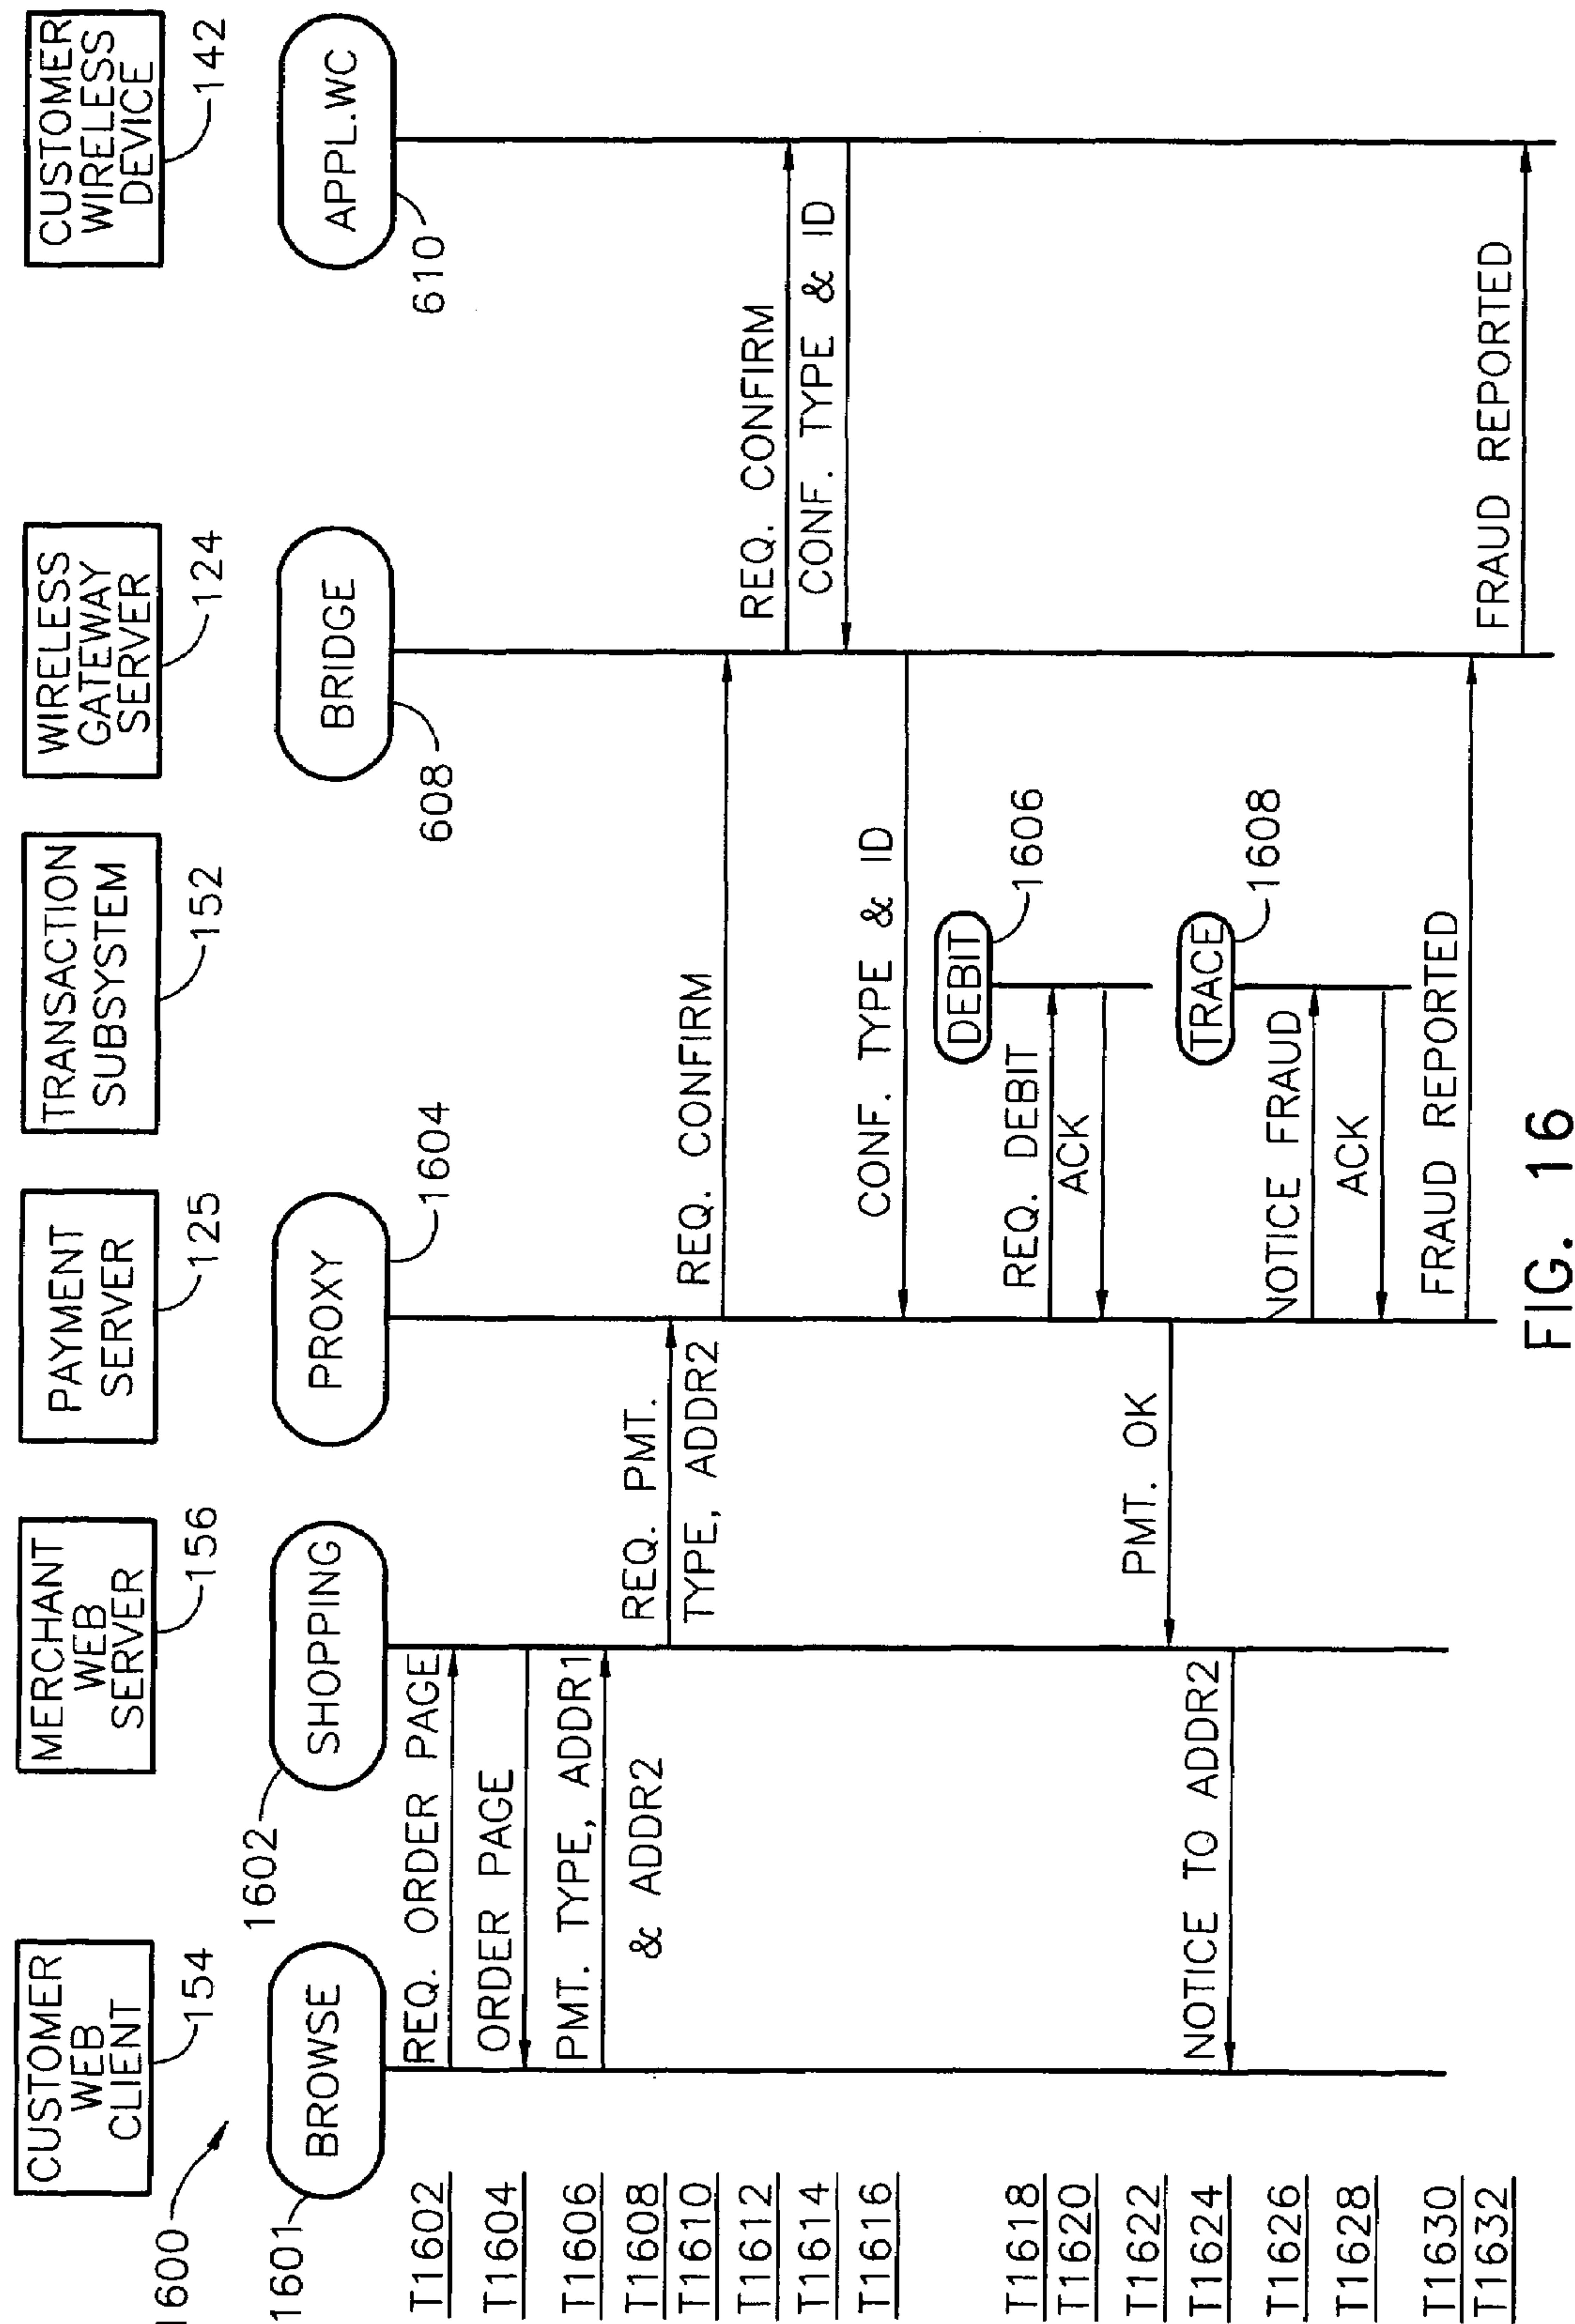 CUSTOMER
WEB
CLIENT
154
MERCHANT
WEB
SERVER
156
PAYMENT
SERVER
125
TRANSACTION
SUBSYSTEM
152
WIRELESS
GATEWAY
SERVER
124
CUSTOMER
WIRELESS
DEVICE
142
1600
1601
BROWSE
1602
SHOPPING
PROXY
1604
BRIDGE
608
APPL.WC
610
T1602
REQ. ORDER PAGE
T1604
ORDER PAGE
T1606
PMT. TYPE, ADDR1
& ADDR2
T1608
REQ. PMT.
TYPE, ADDR2
T1610
REQ. CONFIRM
T1612
REQ. CONFIRM
T1614
CONF. TYPE & ID
T1616
CONF. TYPE & ID
DEBIT
1606
T1618
REQ. DEBIT
T1620
ACK
T1622
PMT. OK
T1624
NOTICE TO ADDR2
TRACE
1608
T1626
NOTICE FRAUD
T1628
ACK
T1630
FRAUD REPORTED
T1632
FRAUD REPORTED
FIG. 16